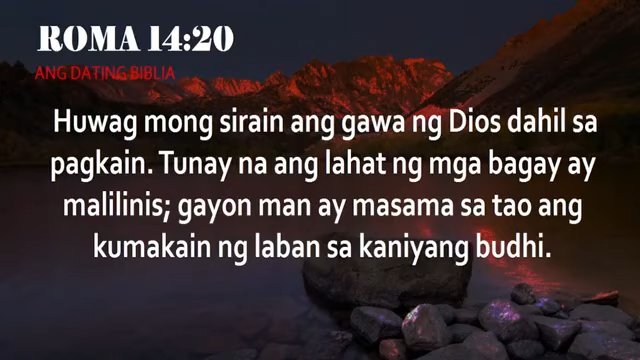 ROMA 14:20
ANG DATING BIBLIA
Huwag mong sirain ang gawa ng Dios dahil sa
pagkain. Tunay na ang lahat ng mga bagay ay
malilinis; gayon man ay masama sa tao ang
kumakain ng laban sa kaniyang budhi.